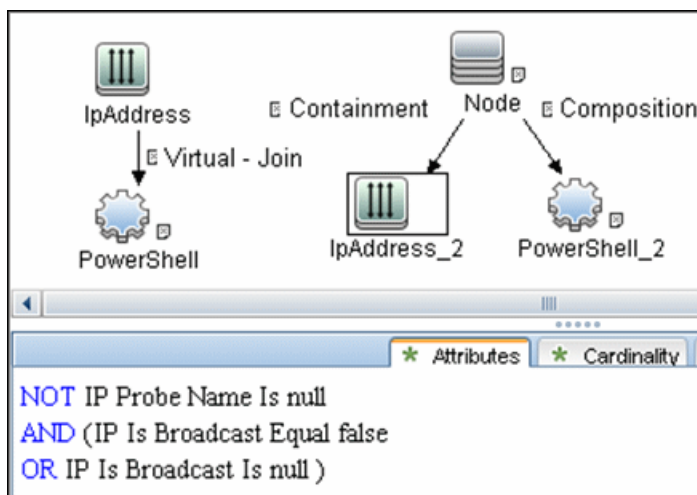 IpAddress
Virtual - Join
PowerShell
Node
Containment
Composition
IpAddress_2
PowerShell_2
* Attributes
* Cardinality
NOT IP Probe Name Is null
AND (IP Is Broadcast Equal false
OR IP Is Broadcast Is null )